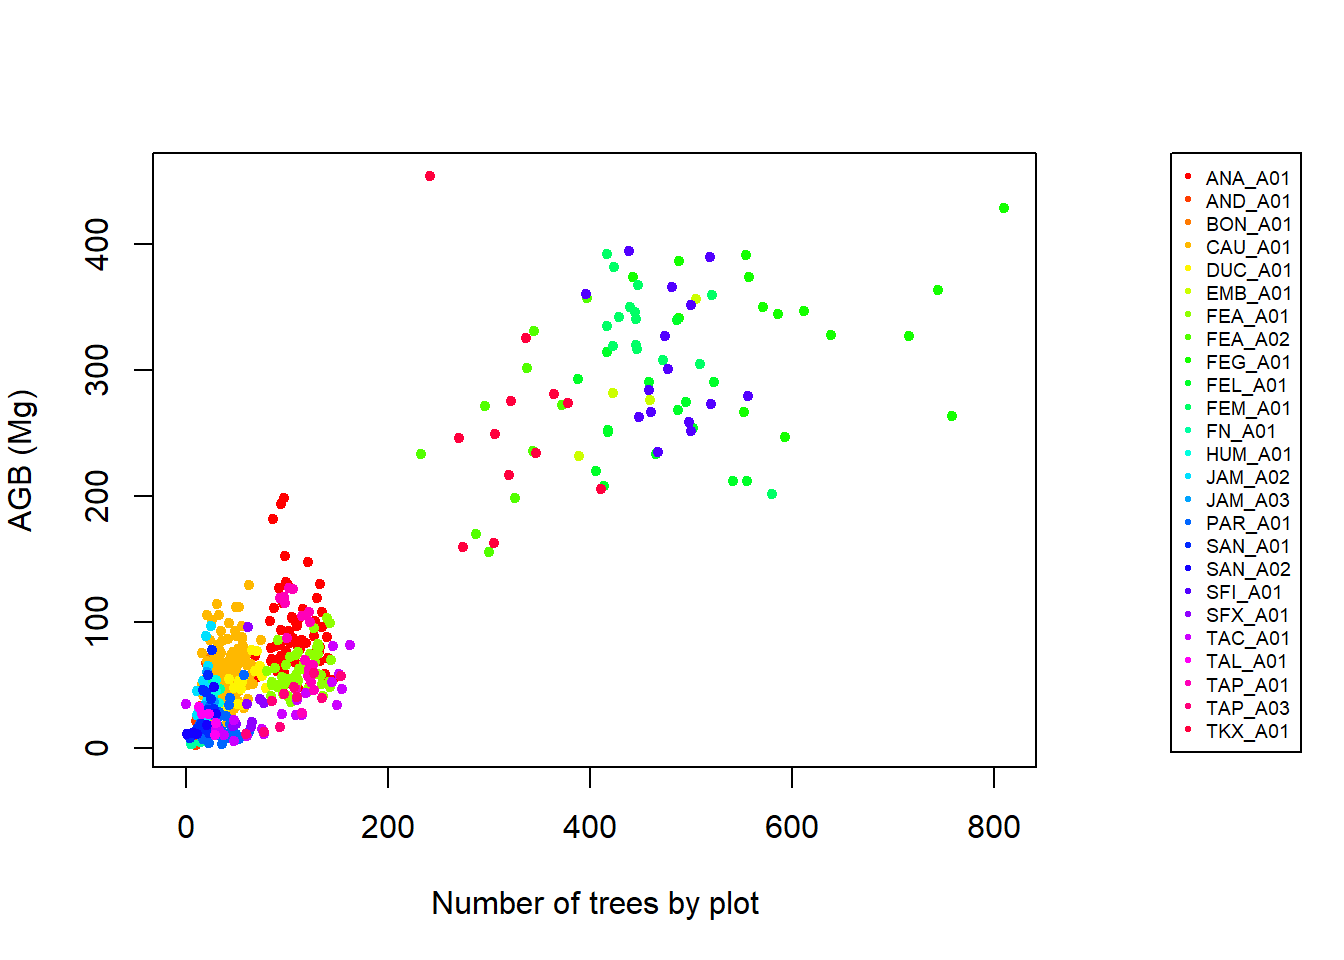 AGB (Mg)
400
300
200
100
0
0 200 400 600 800
Number of trees by plot
ANA_A01
AND_A01
BON_A01
CAU_A01
DUC_A01
EMB_A01
FEA_A01
FEA_A02
FEG_A01
FEL_A01
FEM_A01
FN_A01
HUM_A01
JAM_A02
JAM_A03
PAR_A01
SAN_A01
SAN_A02
SFI_A01
SFX_A01
TAC_A01
TAL_A01
TAP_A01
TAP_A03
TKX_A01